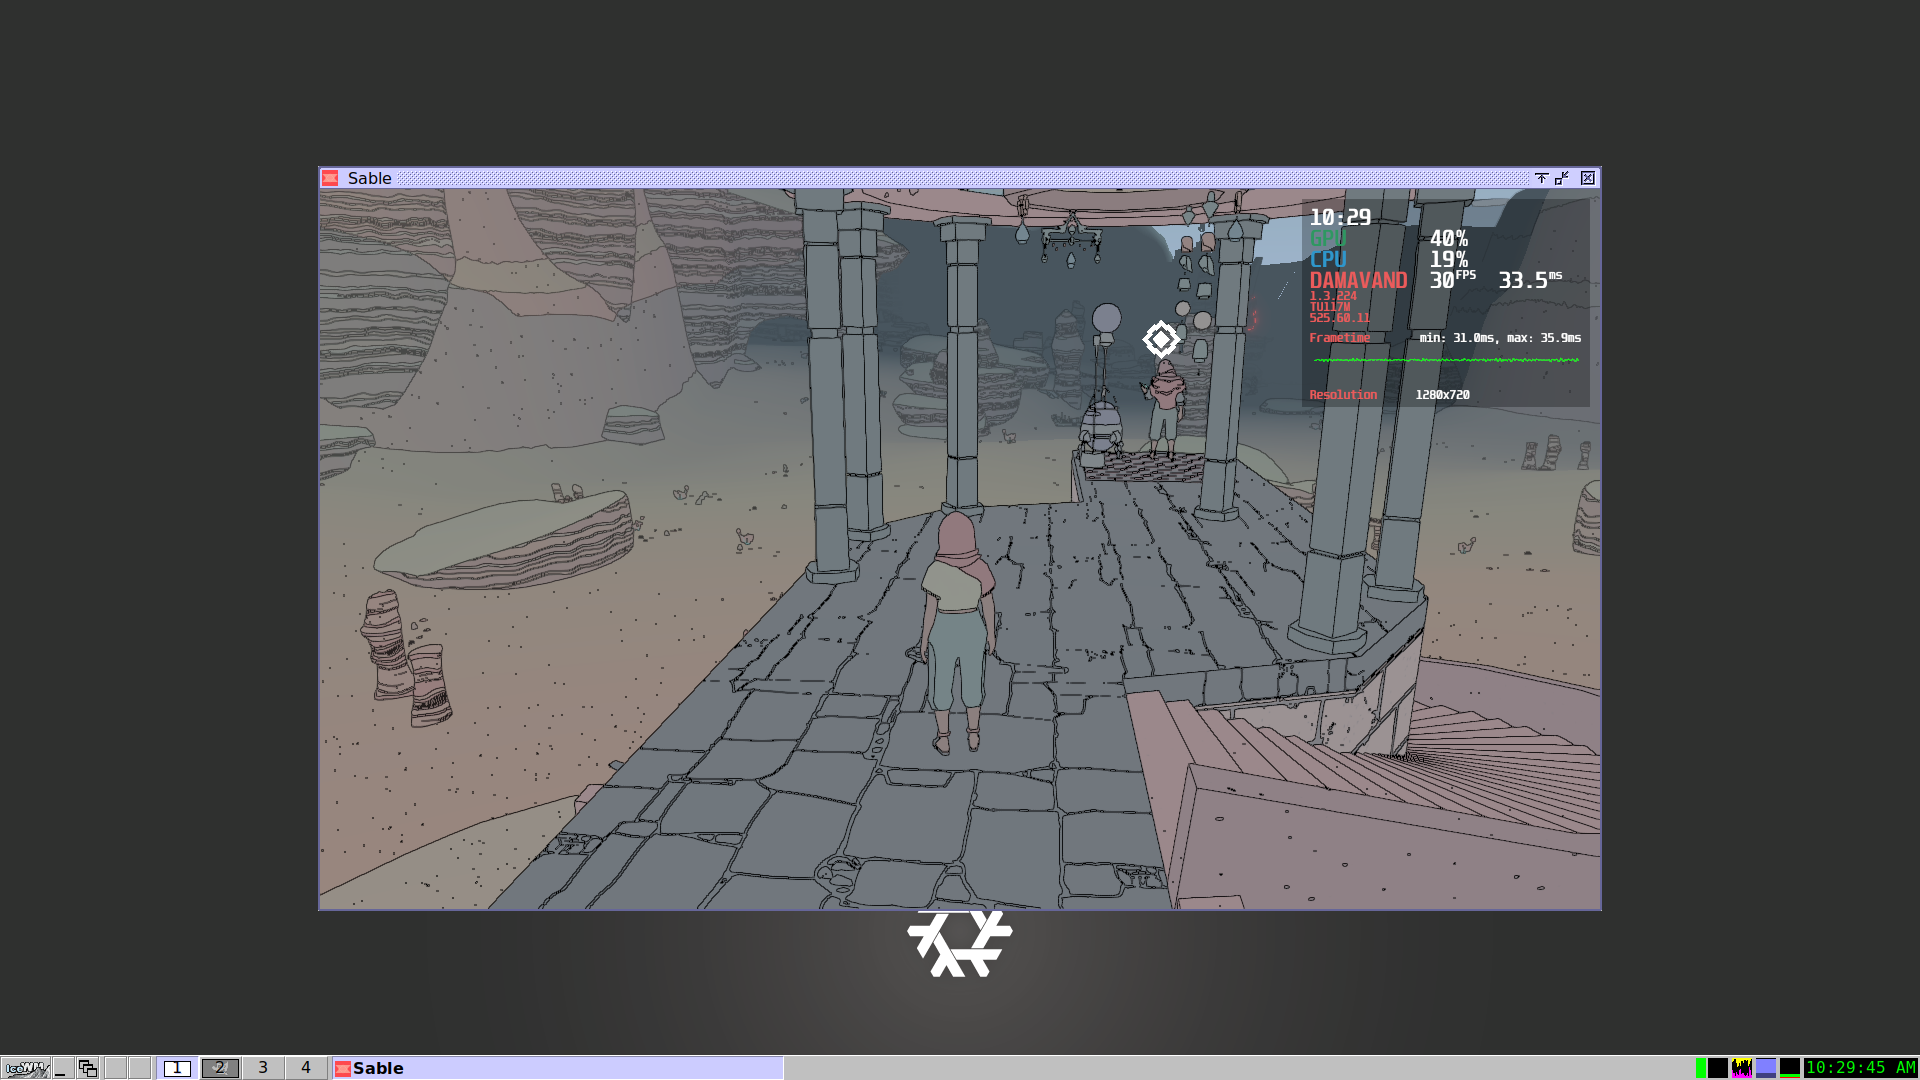 Sable
10:29
GPU 40%
CPU 19%
DAMAVAND 30FPS 33.5ms
1.3.224
TU117M
525.60.11
Frametime min: 31.0ms, max: 35.9ms
Resolution 1280x720
IceWM 1 2 3 4 Sable 10:29:45 AM